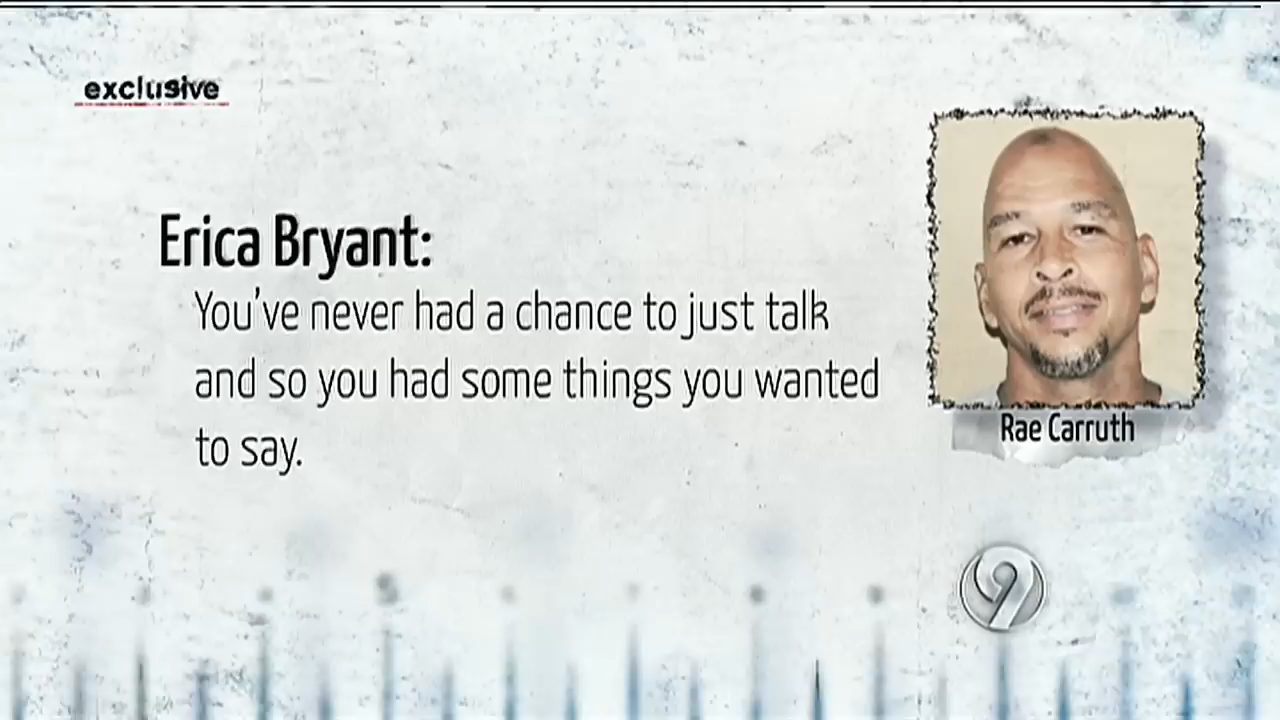 exclusive
Erica Bryant:
You've never had a chance to just talk
and so you had some things you wanted
to say.
Rae Carruth
9